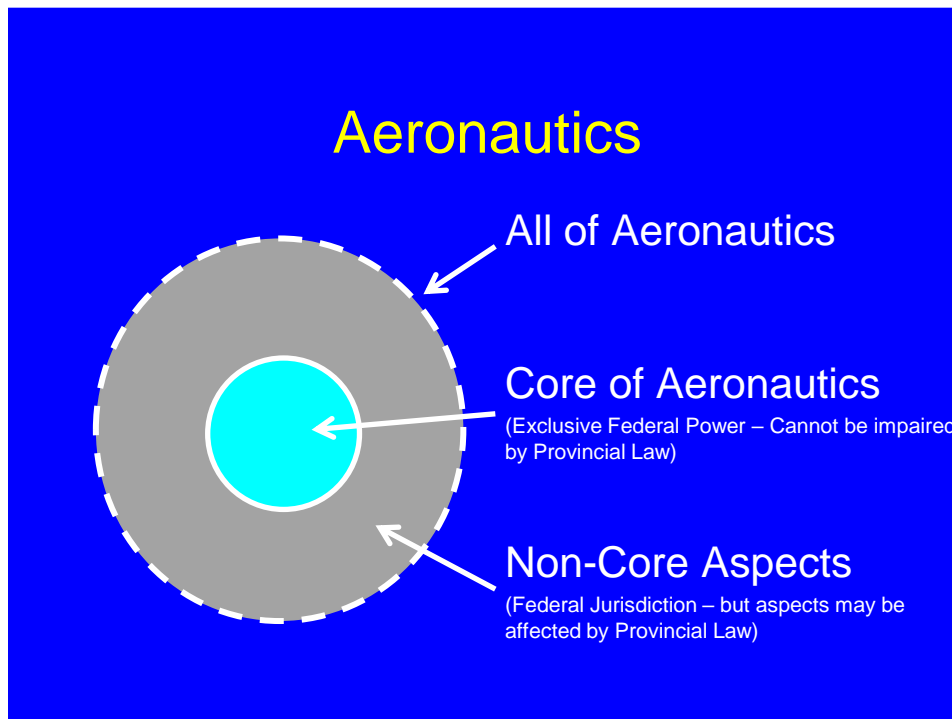 Aeronautics
All of Aeronautics
Core of Aeronautics
(Exclusive Federal Power – Cannot be impaired
by Provincial Law)
Non-Core Aspects
(Federal Jurisdiction – but aspects may be
affected by Provincial Law)